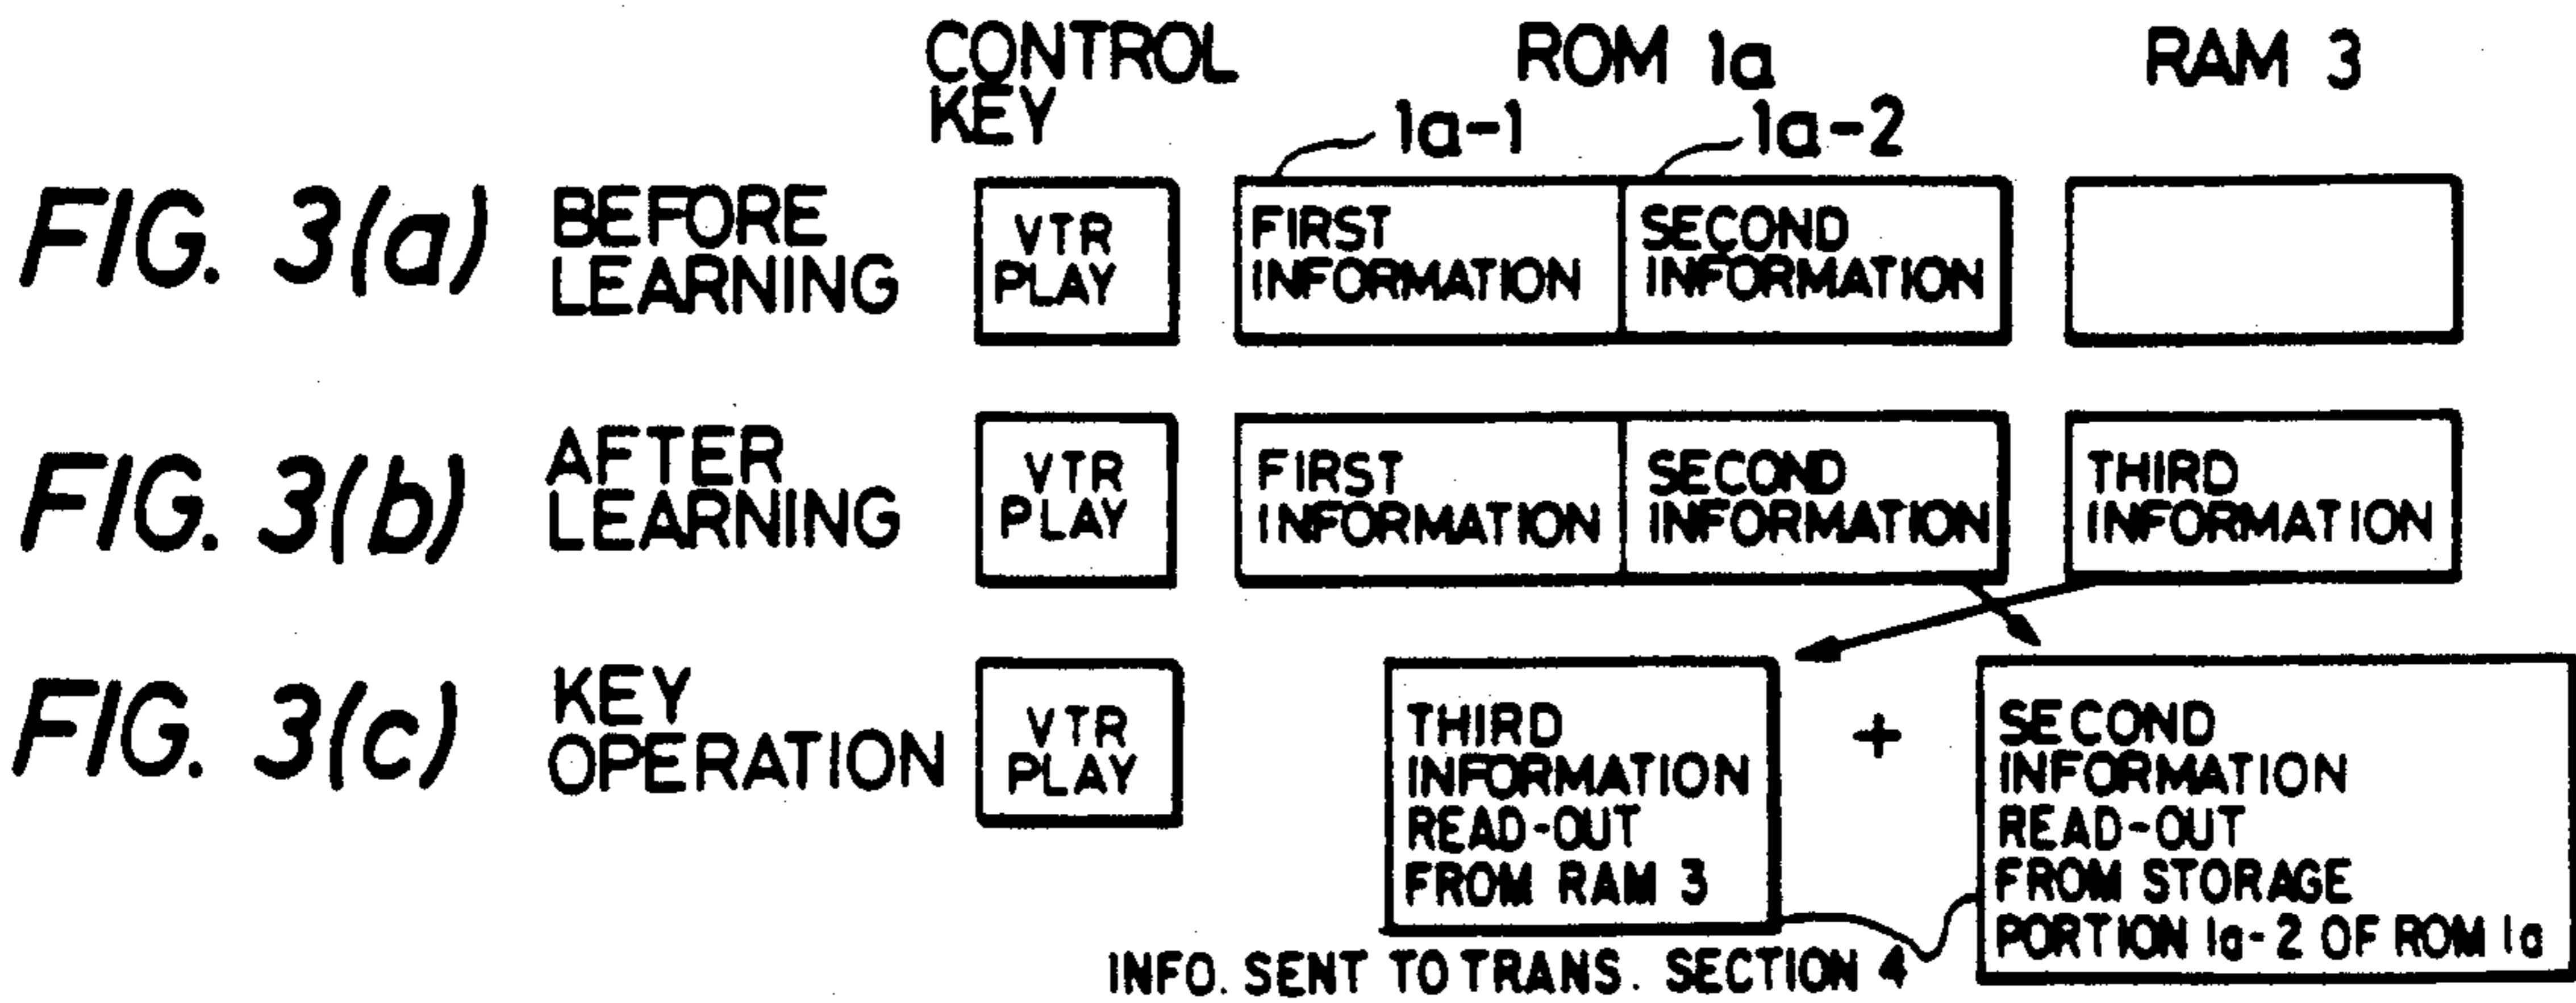 CONTROL KEY
ROM 1a
RAM 3
1a-1
1a-2
FIG. 3(a)
BEFORE
LEARNING
VTR
PLAY
FIRST
INFORMATION
SECOND
INFORMATION
FIG. 3(b)
AFTER
LEARNING
VTR
PLAY
FIRST
INFORMATION
SECOND
INFORMATION
THIRD
INFORMATION
FIG. 3(c)
KEY
OPERATION
VTR
PLAY
THIRD
INFORMATION
READ-OUT
FROM RAM 3
+
SECOND
INFORMATION
READ-OUT
FROM STORAGE
PORTION 1a-2 OF ROM 1a
INFO. SENT TO TRANS. SECTION 4